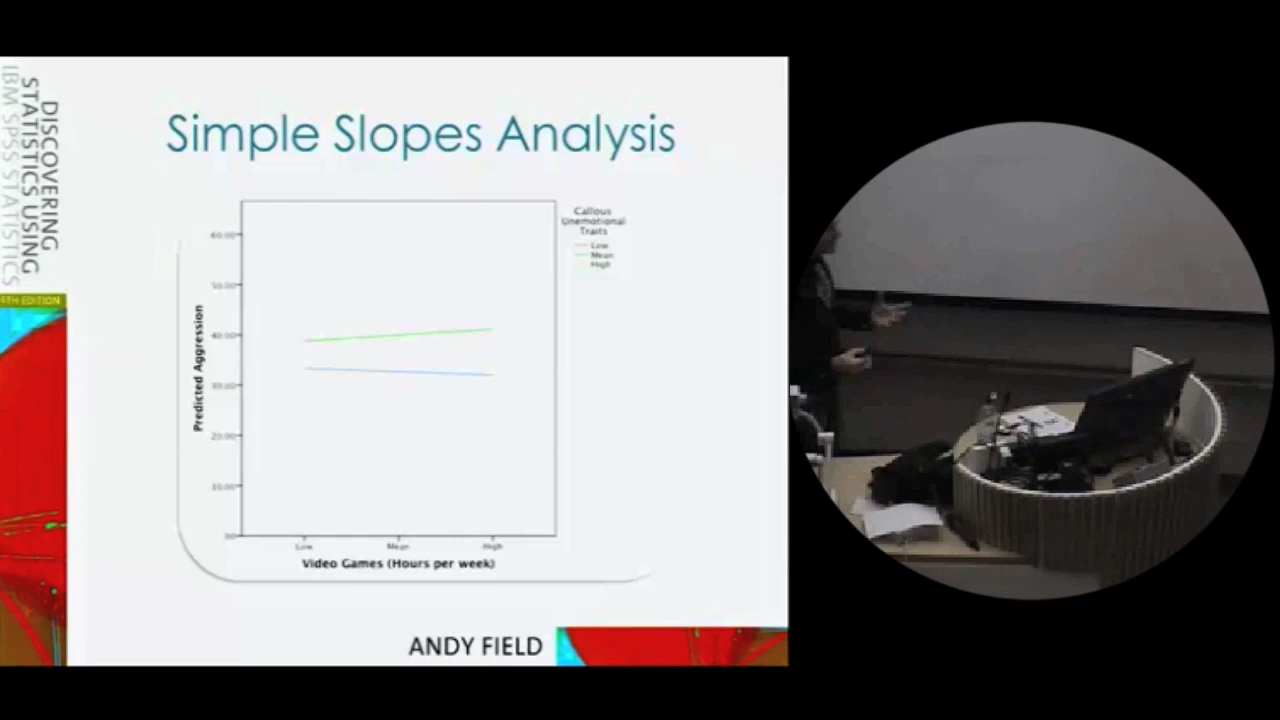 DISCOVERING
STATISTICS USING
IBM SPSS STATISTICS
4TH EDITION
Simple Slopes Analysis
Callous
Unemotional
Traits
Low
Mean
High
Predicted Aggression
60.00
50.00
40.00
30.00
20.00
10.00
.00
Low Mean High
Video Games (Hours per week)
ANDY FIELD